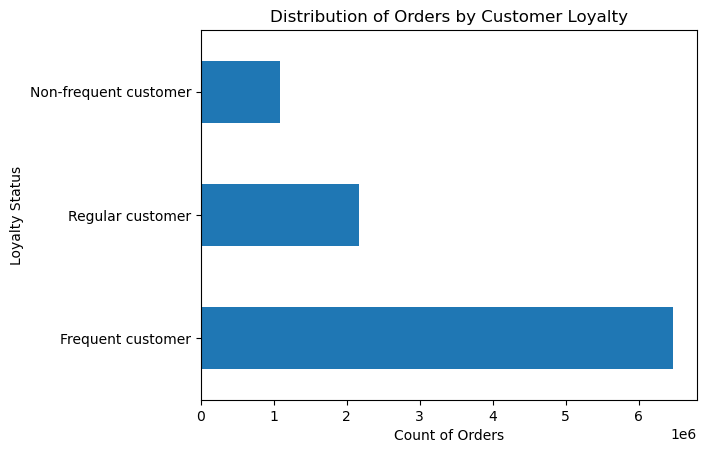 Distribution of Orders by Customer Loyalty
Loyalty Status
Non-frequent customer
Regular customer
Frequent customer
0 1 2 3 4 5 6
1e6
Count of Orders